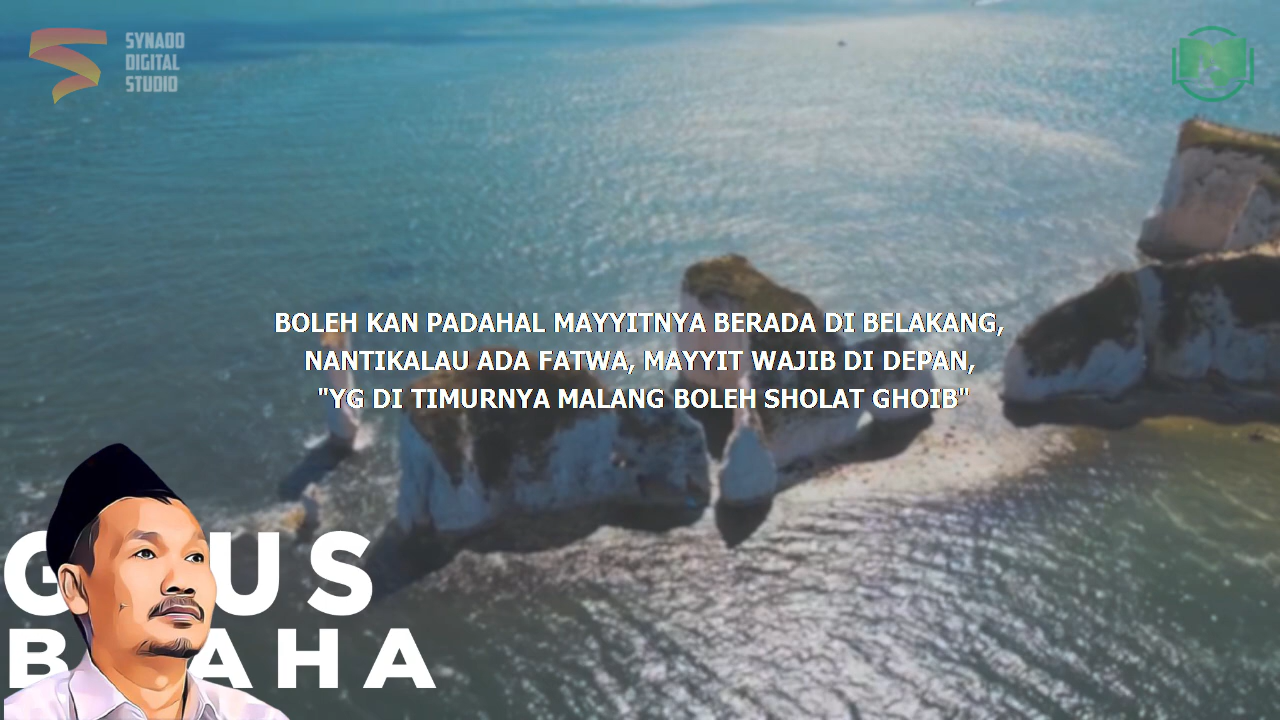 SYNADO
DIGITAL
STUDIO
BOLEH KAN PADAHAL MAYYITNYA BERADA DI BELAKANG,
NANTIKALAU ADA FATWA, MAYYIT WAJIB DI DEPAN,
"YG DI TIMURNYA MALANG BOLEH SHOLAT GHOIB"
GUS
BAHA